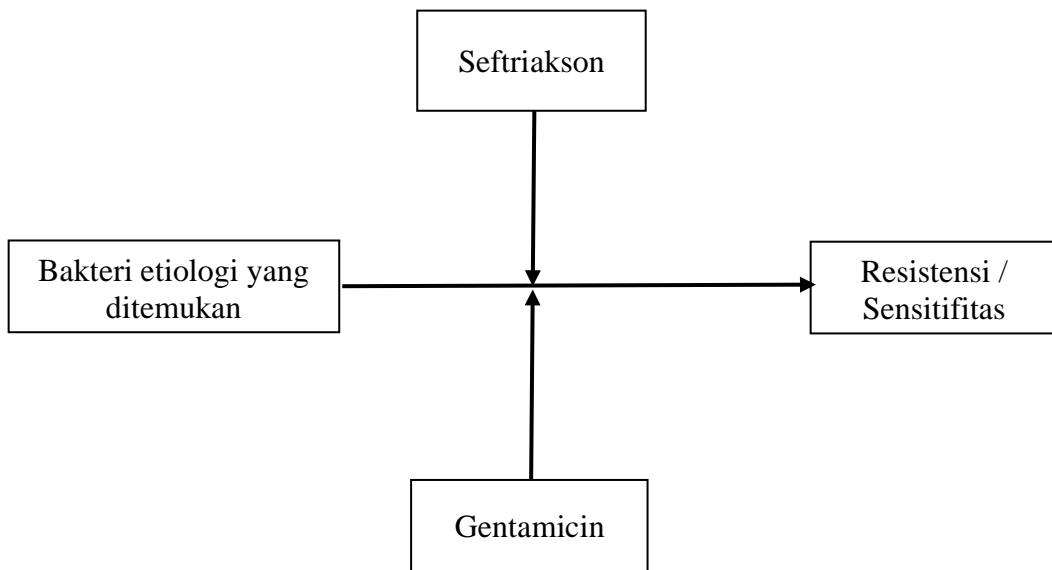 Seftriakson
Bakteri etiologi yang
ditemukan
Resistensi /
Sensitifitas
Gentamicin